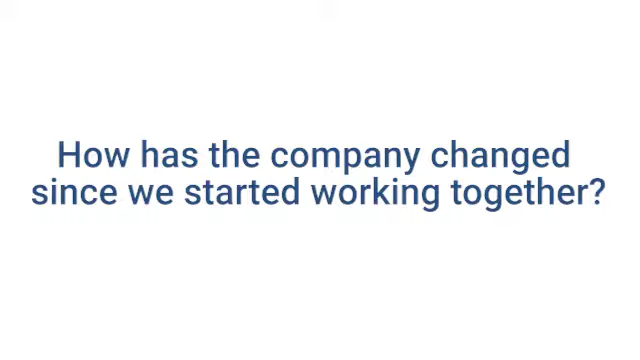 How has the company changed
since we started working together?